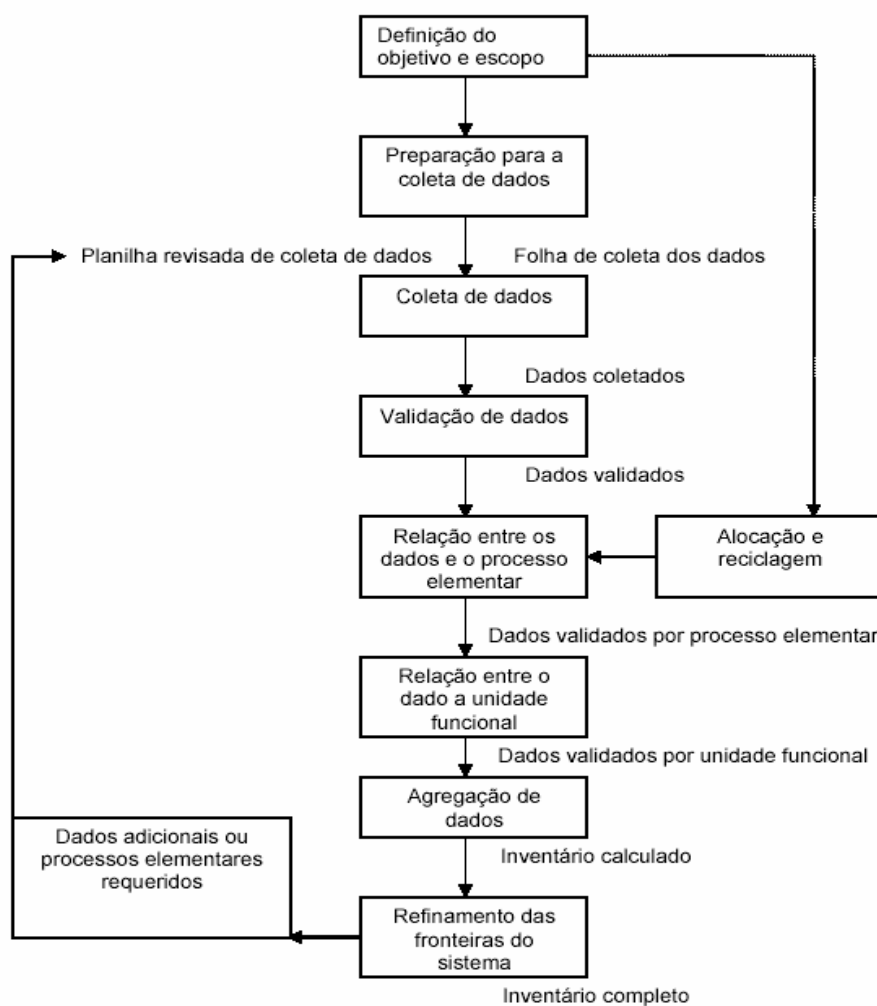 Definição do
objetivo e escopo
Preparação para a
coleta de dados
Planilha revisada de coleta de dados
Folha de coleta dos dados
Coleta de dados
Dados coletados
Validação de dados
Dados validados
Relação entre os
dados e o processo
elementar
Alocação e
reciclagem
Dados validados por processo elementar
Relação entre o
dado a unidade
funcional
Dados validados por unidade funcional
Agregação de
dados
Inventário calculado
Dados adicionais ou
processos elementares
requeridos
Refinamento das
fronteiras do
sistema
Inventário completo